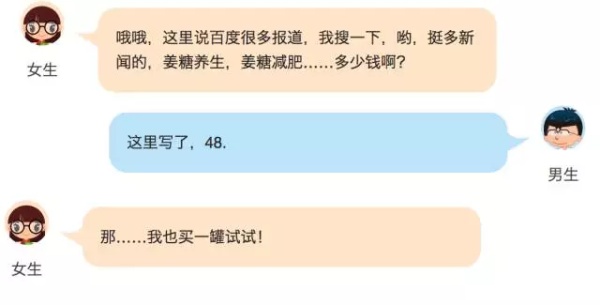 哦哦，这里说百度很多报道，我搜一下，哟，挺多新
闻的，姜糖养生，姜糖减肥……多少钱啊？
女生
这里写了，48.
男生
那……我也买一罐试试！
女生